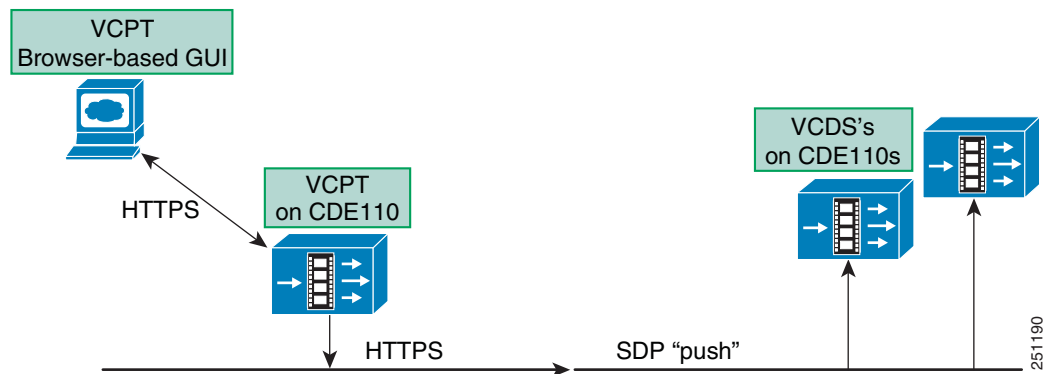 VCPT
Browser-based GUI
VCDS's
on CDE110s
VCPT
on CDE110
HTTPS
HTTPS
SDP “push”
251190